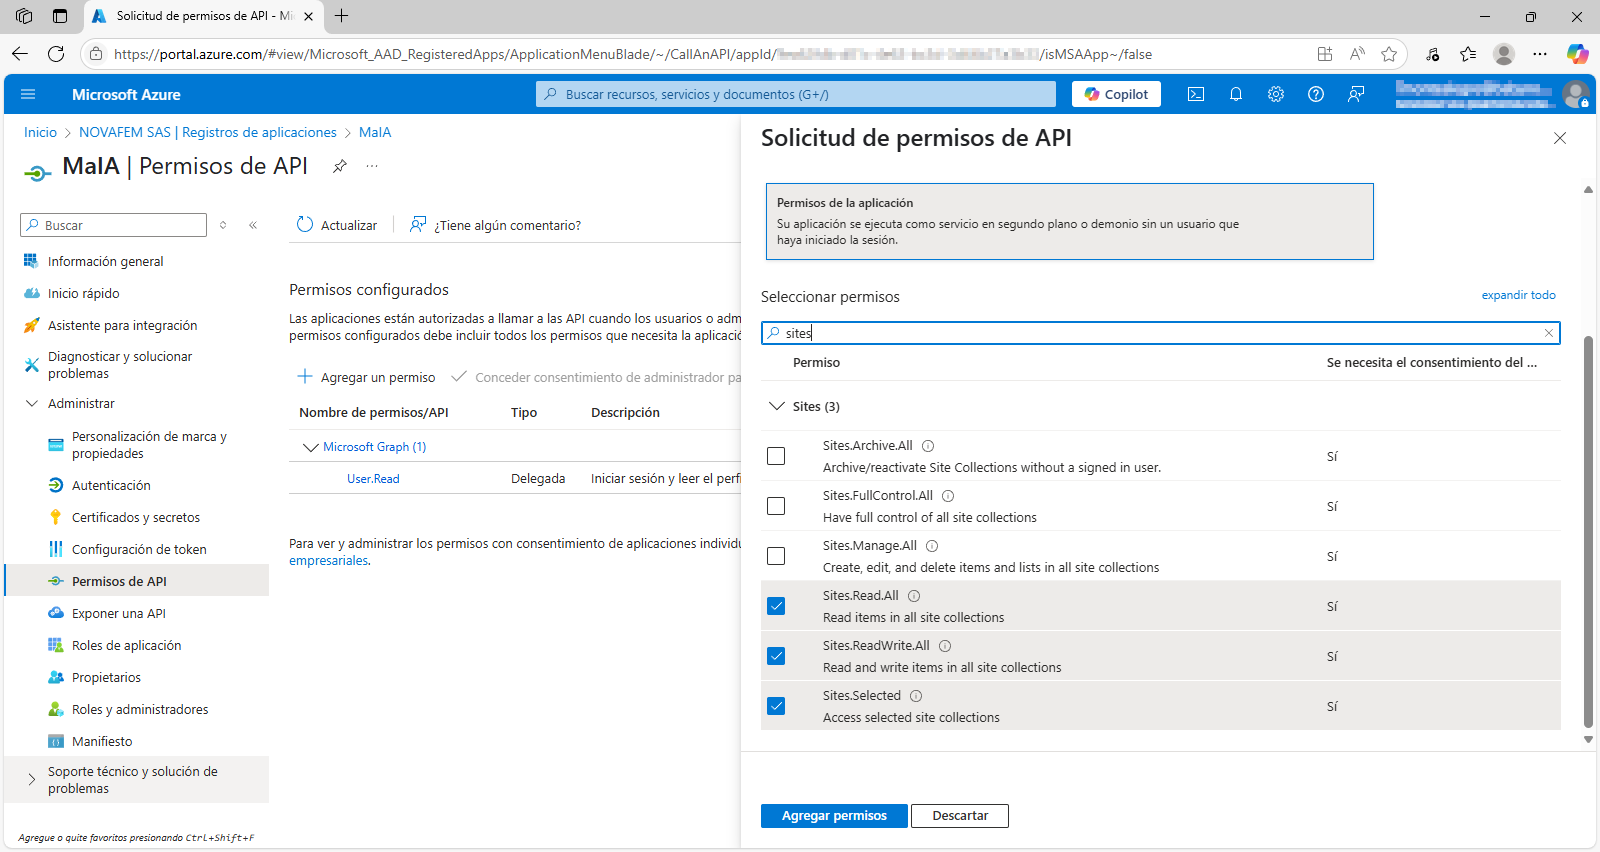 Solicitud de permisos de API - Mi
https://portal.azure.com/#view/Microsoft_AAD_RegisteredApps/ApplicationMenuBlade/~/CallAnAPI/appId/
/isMSAApp~/false
Microsoft Azure
Buscar recursos, servicios y documentos (G+/)
Copilot
Inicio > NOVAFEM SAS | Registros de aplicaciones > MaIA
MaIA | Permisos de API
Buscar
Información general
Inicio rápido
Asistente para integración
Diagnosticar y solucionar
problemas
Administrar
Personalización de marca y
propiedades
Autenticación
Certificados y secretos
Configuración de token
Permisos de API
Exponer una API
Roles de aplicación
Propietarios
Roles y administradores
Manifiesto
Soporte técnico y solución de
problemas
Agregue o quite favoritos presionando Ctrl+Shift+F
Actualizar
¿Tiene algún comentario?
Permisos configurados
Las aplicaciones están autorizadas a llamar a las API cuando los usuarios o adm
permisos configurados debe incluir todos los permisos que necesita la aplicació
Agregar un permiso
Conceder consentimiento de administrador pa
Nombre de permisos/API Tipo Descripción
Microsoft Graph (1)
User.Read Delegada Iniciar sesión y leer el perf
Para ver y administrar los permisos con consentimiento de aplicaciones individu
empresariales.
Solicitud de permisos de API
Permisos de la aplicación
Su aplicación se ejecuta como servicio en segundo plano o demonio sin un usuario que
haya iniciado la sesión.
Seleccionar permisos
expandir todo
sites
Permiso Se necesita el consentimiento del ...
Sites (3)
Sites.Archive.All
Archive/reactivate Site Collections without a signed in user.
Sí
Sites.FullControl.All
Have full control of all site collections
Sí
Sites.Manage.All
Create, edit, and delete items and lists in all site collections
Sí
Sites.Read.All
Read items in all site collections
Sí
Sites.ReadWrite.All
Read and write items in all site collections
Sí
Sites.Selected
Access selected site collections
Sí
Agregar permisos
Descartar